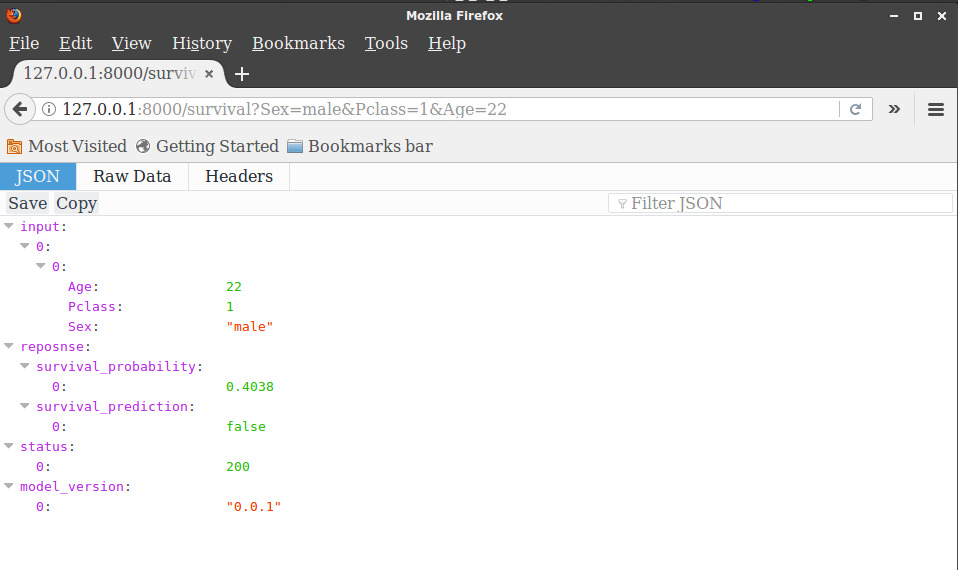 Mozilla Firefox
File Edit View History Bookmarks Tools Help
127.0.0.1:8000/surviv
127.0.0.1:8000/survival?Sex=male&Pclass=1&Age=22
Most Visited Getting Started Bookmarks bar
JSON Raw Data Headers
Save Copy Filter JSON
input:
0:
0:
Age: 22
Pclass: 1
Sex: "male"
reposnse:
survival_probability:
0: 0.4038
survival_prediction:
0: false
status:
0: 200
model_version:
0: "0.0.1"